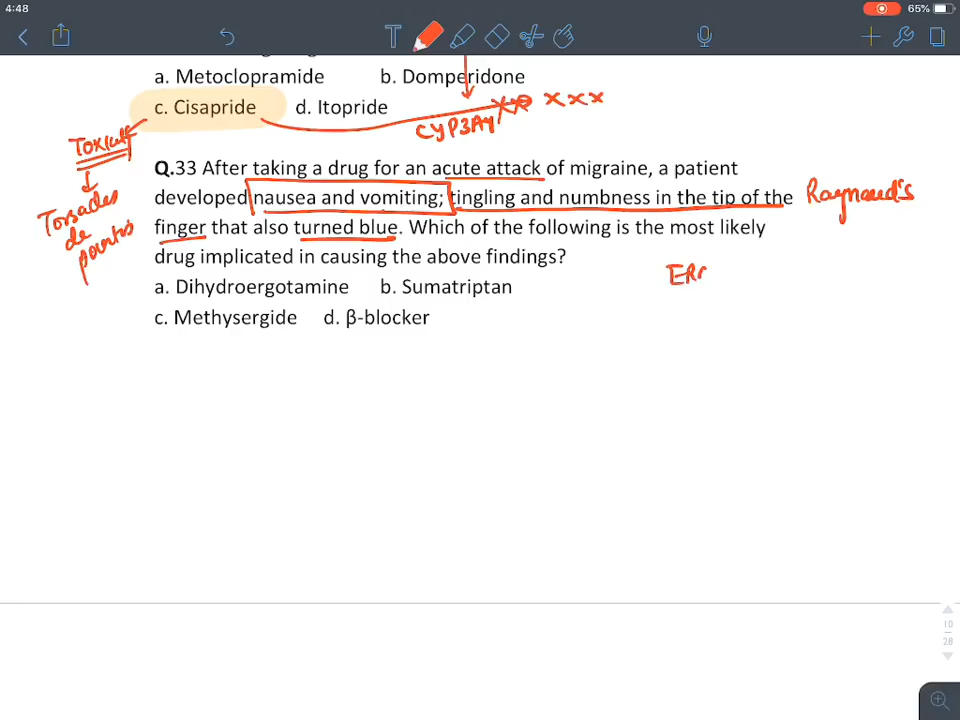 4:48
65%
a. Metoclopramide b. Domperidone
c. Cisapride d. Itopride
xxx
CYP3A4
Q.33 After taking a drug for an acute attack of migraine, a patient
developed nausea and vomiting; tingling and numbness in the tip of the
Raynaud's
finger that also turned blue. Which of the following is the most likely
drug implicated in causing the above findings?
a. Dihydroergotamine b. Sumatriptan
c. Methysergide d. β-blocker
Torsades
de
pointes
10
28